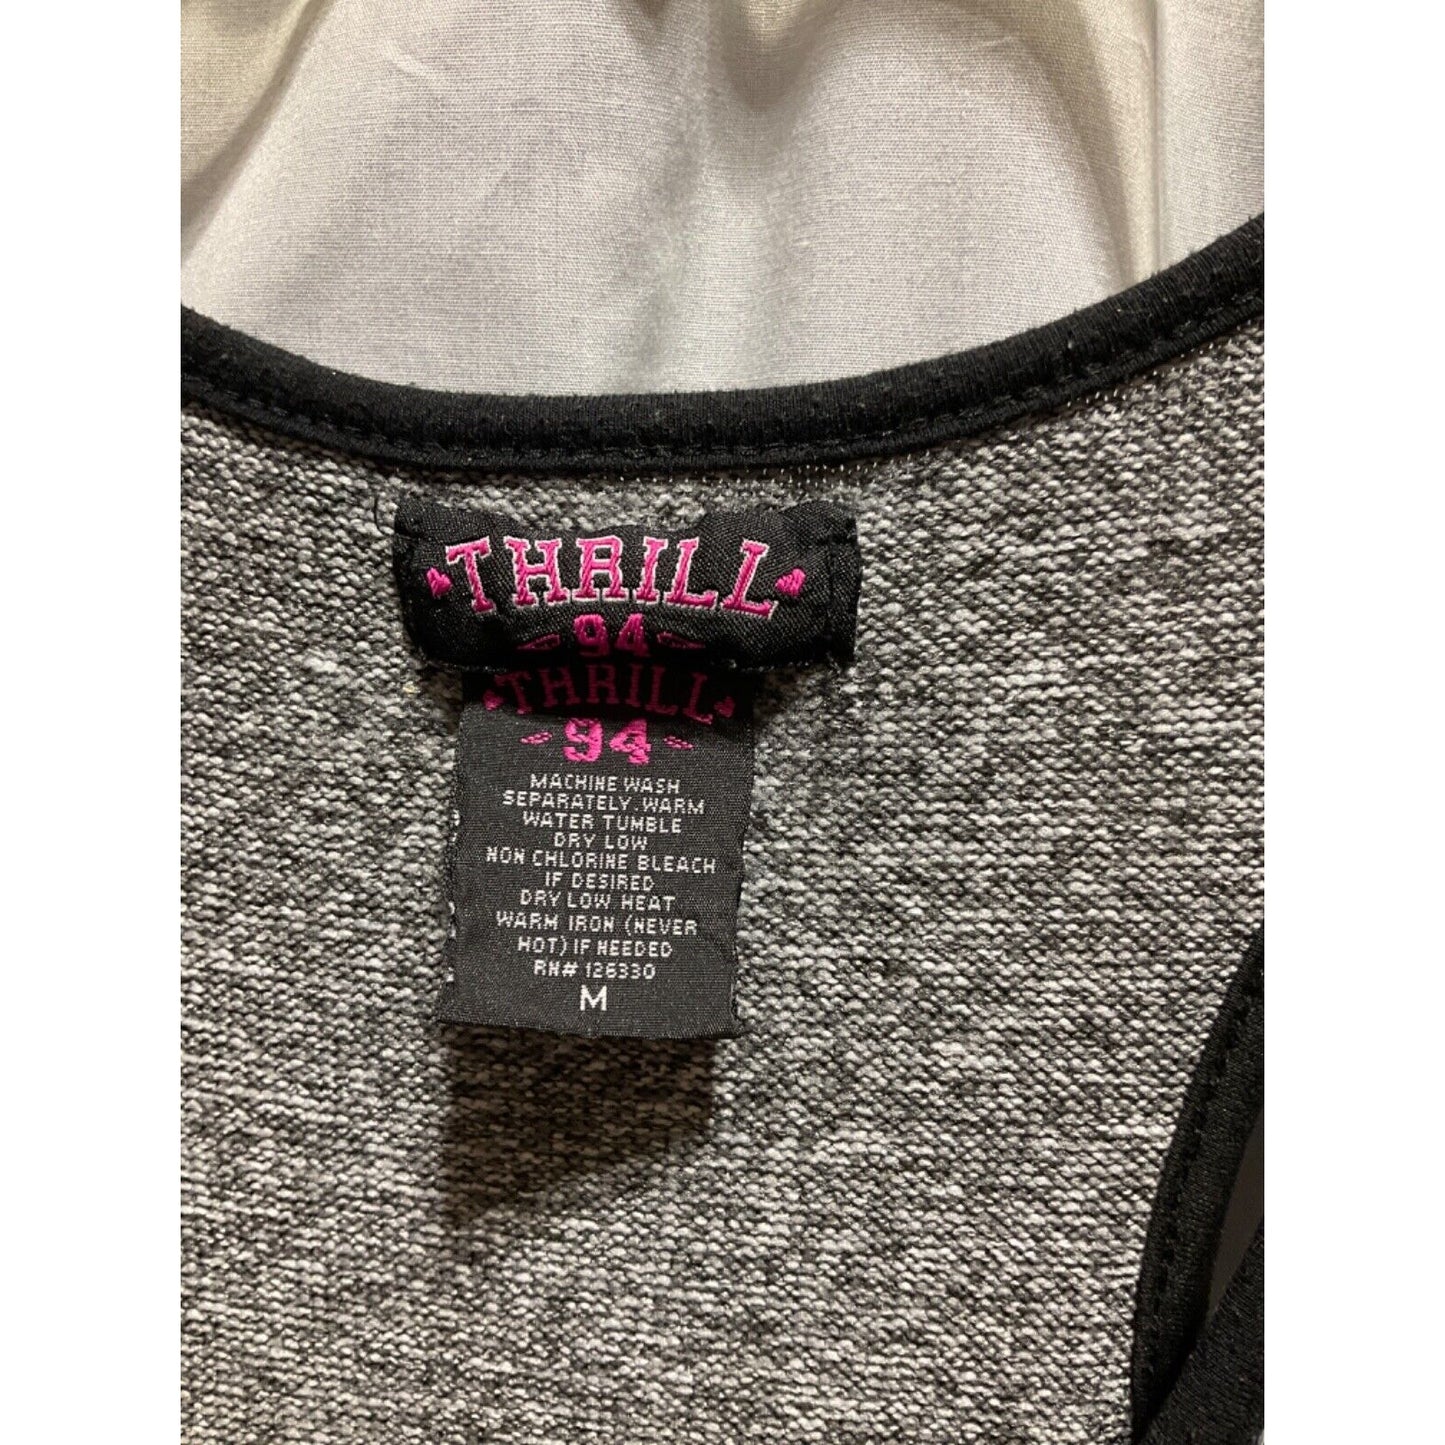 THRILL
94
THRILL
94
MACHINE WASH
SEPARATELY. WARM
WATER TUMBLE
DRY LOW
NON CHLORINE BLEACH
IF DESIRED
DRY LOW HEAT
WARM IRON (NEVER
HOT) IF NEEDED
RN# 126330
M